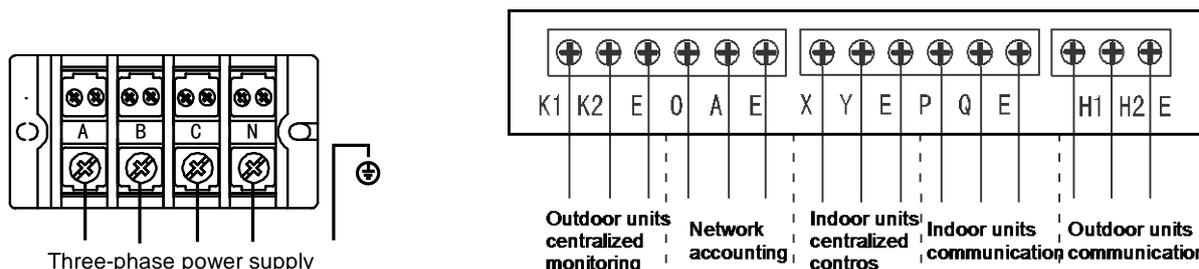 A B C N
Three-phase power supply
K1 K2 E O A E X Y E P Q E H1 H2 E
Outdoor units
centralized
monitoring
Network
accounting
Indoor units
centralized
contros
Indoor units
communication
Outdoor units
communication